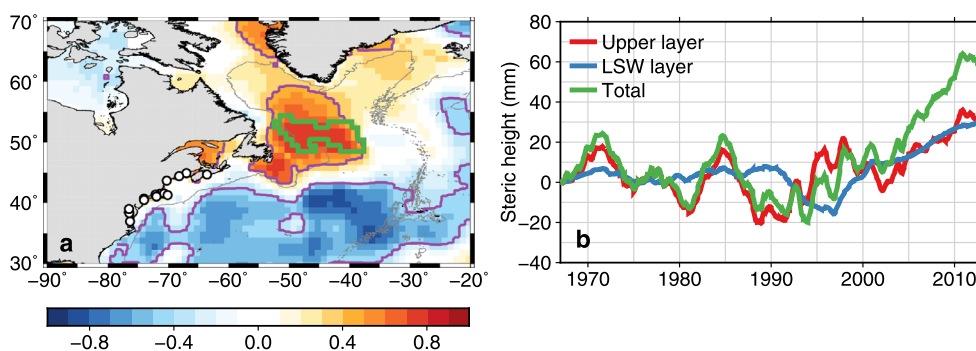 70˚
60˚
50˚
40˚
30˚
a
−90˚ −80˚ −70˚ −60˚ −50˚ −40˚ −30˚ −20˚
−0.8 −0.4 0.0 0.4 0.8
Steric height (mm)
80
60
40
20
0
−20
−40
Upper layer
LSW layer
Total
b
1970 1980 1990 2000 2010